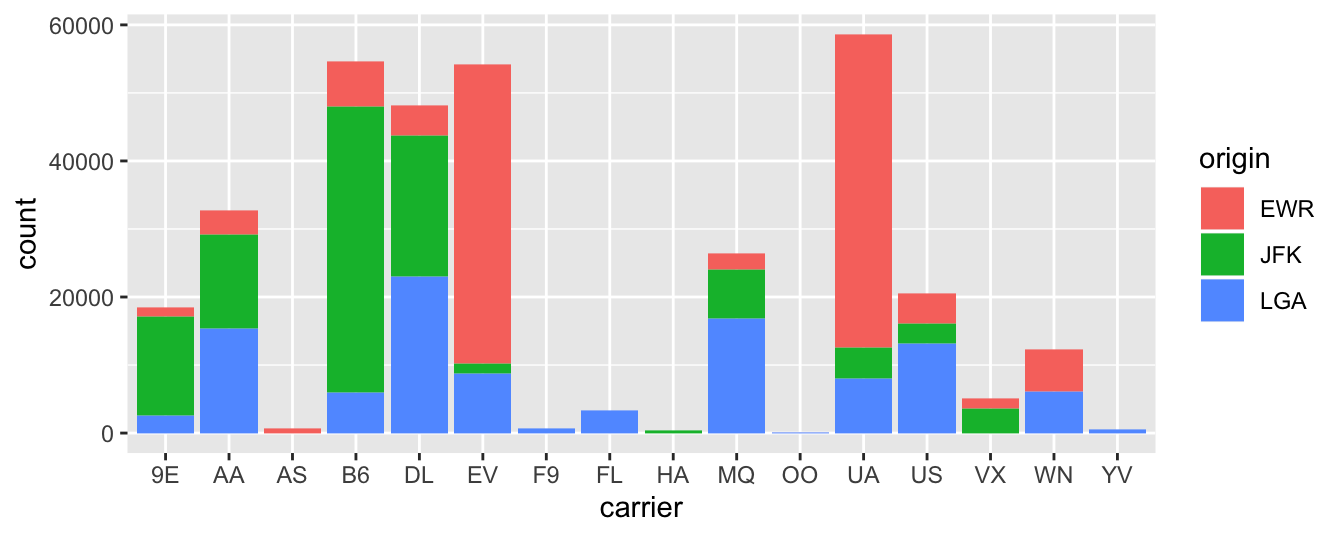 60000
40000
20000
0
count
9E AA AS B6 DL EV F9 FL HA MQ OO UA US VX WN YV
carrier
origin
EWR
JFK
LGA